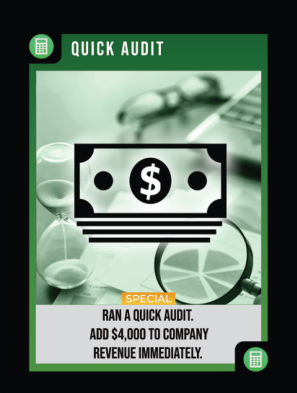 QUICK AUDIT
$
SPECIAL
RAN A QUICK AUDIT.
ADD $4,000 TO COMPANY
REVENUE IMMEDIATELY.